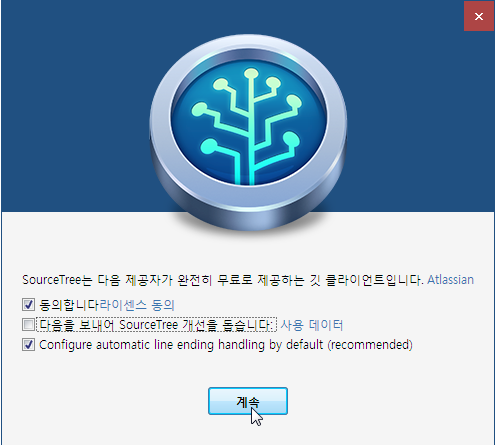 SourceTree는 다음 제공자가 완전히 무료로 제공하는 깃 클라이언트입니다. Atlassian
동의합니다라이센스 동의
다음을 보내어 SourceTree 개선을 돕습니다: 사용 데이터
Configure automatic line ending handling by default (recommended)
계속